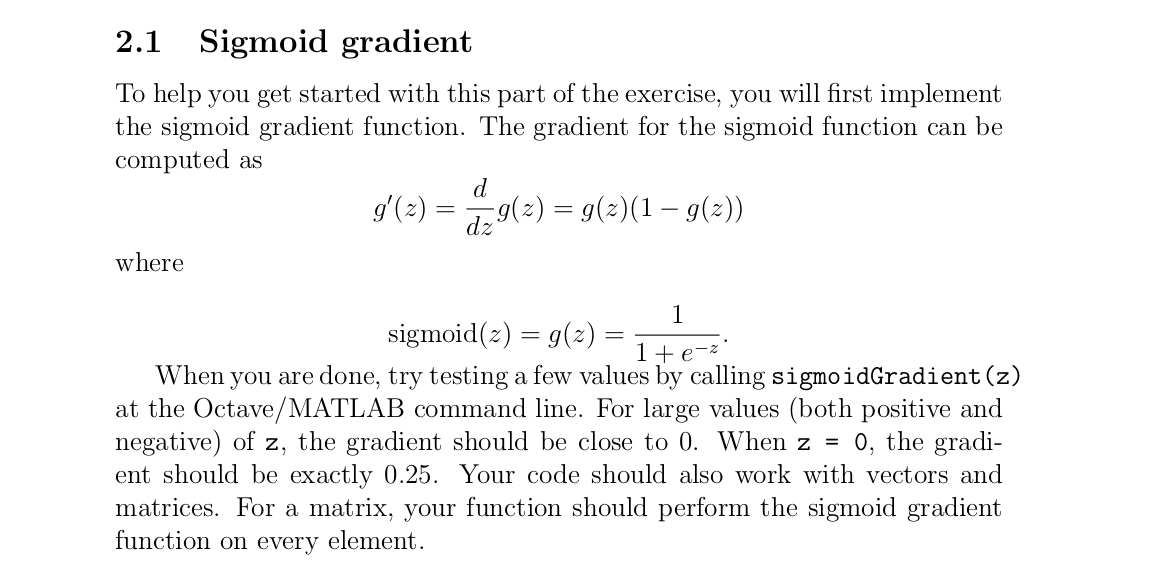 2.1 Sigmoid gradient
To help you get started with this part of the exercise, you will first implement
the sigmoid gradient function. The gradient for the sigmoid function can be
computed as
g′(z) = d/dz g(z) = g(z)(1 − g(z))
where
sigmoid(z) = g(z) = 1/(1 + e^{−z}).
When you are done, try testing a few values by calling sigmoidGradient(z)
at the Octave/MATLAB command line. For large values (both positive and
negative) of z, the gradient should be close to 0. When z = 0, the gradi-
ent should be exactly 0.25. Your code should also work with vectors and
matrices. For a matrix, your function should perform the sigmoid gradient
function on every element.